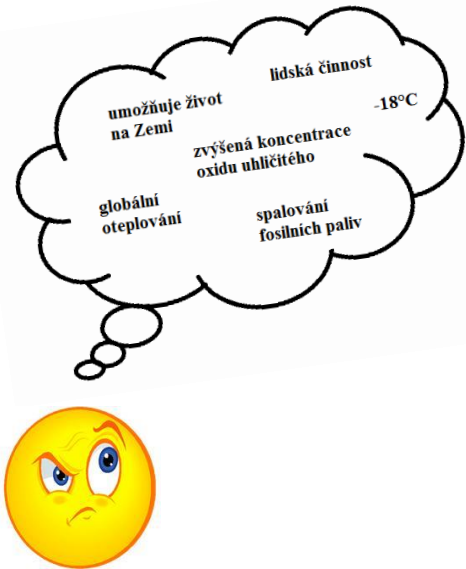 lidská činnost
-18°C
umožňuje život
na Zemi
zvýšená koncentrace
oxidu uhličitého
globální
oteplování
spalování
fosilních paliv